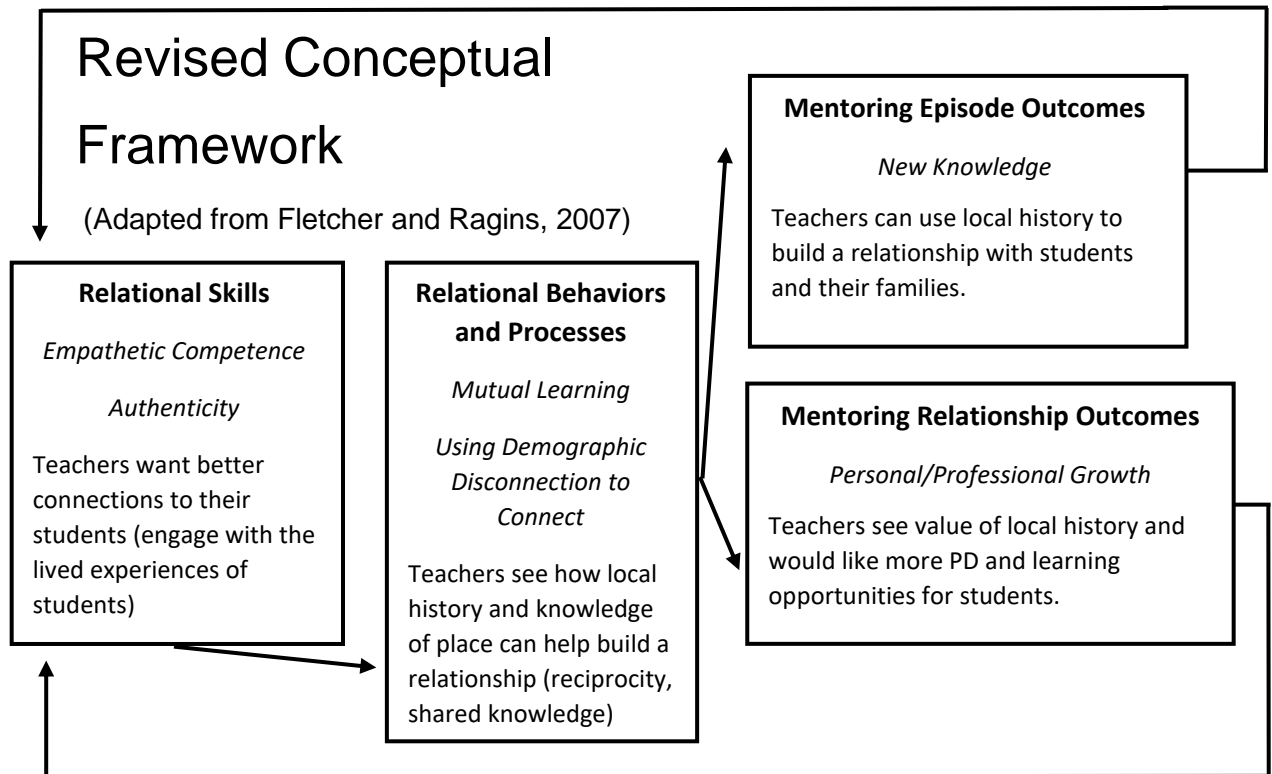 Revised Conceptual
Framework
(Adapted from Fletcher and Ragins, 2007)
Relational Skills
Empathetic Competence
Authenticity
Teachers want better
connections to their
students (engage with the
lived experiences of
students)
Relational Behaviors
and Processes
Mutual Learning
Using Demographic
Disconnection to
Connect
Teachers see how local
history and knowledge
of place can help build a
relationship (reciprocity,
shared knowledge)
Mentoring Episode Outcomes
New Knowledge
Teachers can use local history to
build a relationship with students
and their families.
Mentoring Relationship Outcomes
Personal/Professional Growth
Teachers see value of local history and
would like more PD and learning
opportunities for students.